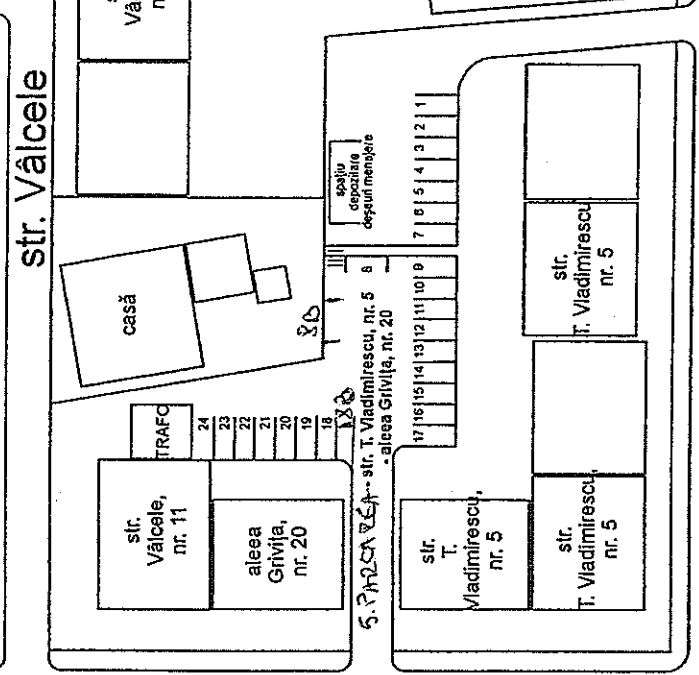 str. Vâlcele
casă
spațiu
depozitare
deșeuri menajere
1
2
3
4
5
6
7
8
9
10
11
12
13
14
15
16
17
18
19
20
21
22
23
24
TRAFO
str.
Vâlcele,
nr. 11
aleea
Grivița,
nr. 20
5. PARCAREA - str. T. Vladimirescu, nr. 5
- aleea Grivița, nr. 20
str.
T.
Vladimirescu,
nr. 5
str.
T. Vladimirescu,
nr. 5
str.
T. Vladimirescu,
nr. 5